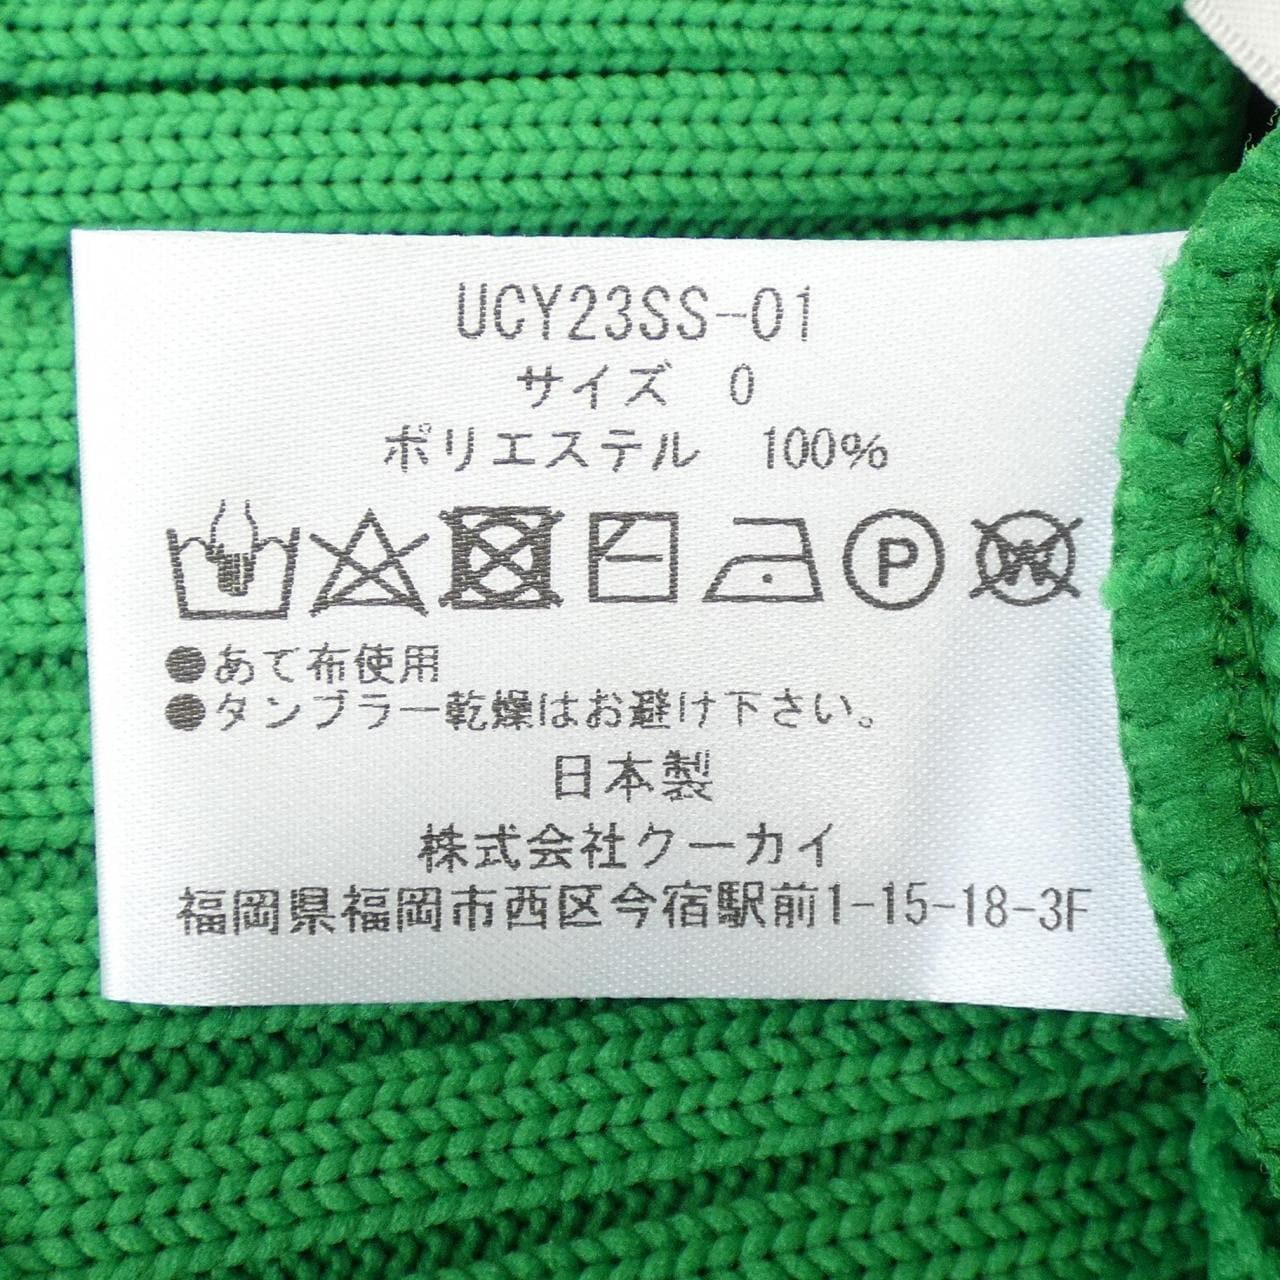 UCY23SS-01
サイズ 0
ポリエステル 100%
P W
●あて布使用
●タンブラー乾燥はお避け下さい。
日本製
株式会社クーカイ
福岡県福岡市西区今宿駅前1-15-18-3F